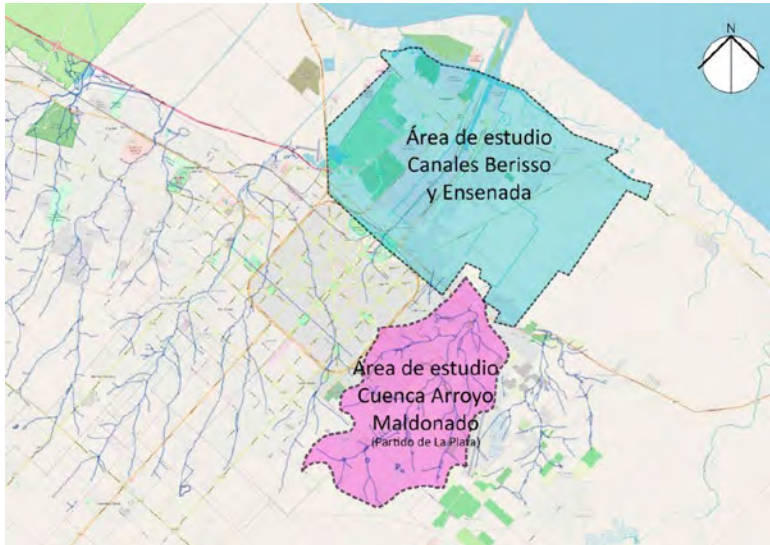 N
Área de estudio
Canales Berisso
y Ensenada
Área de estudio
Cuenca Arroyo
Maldonado
(Partido de La Plata)